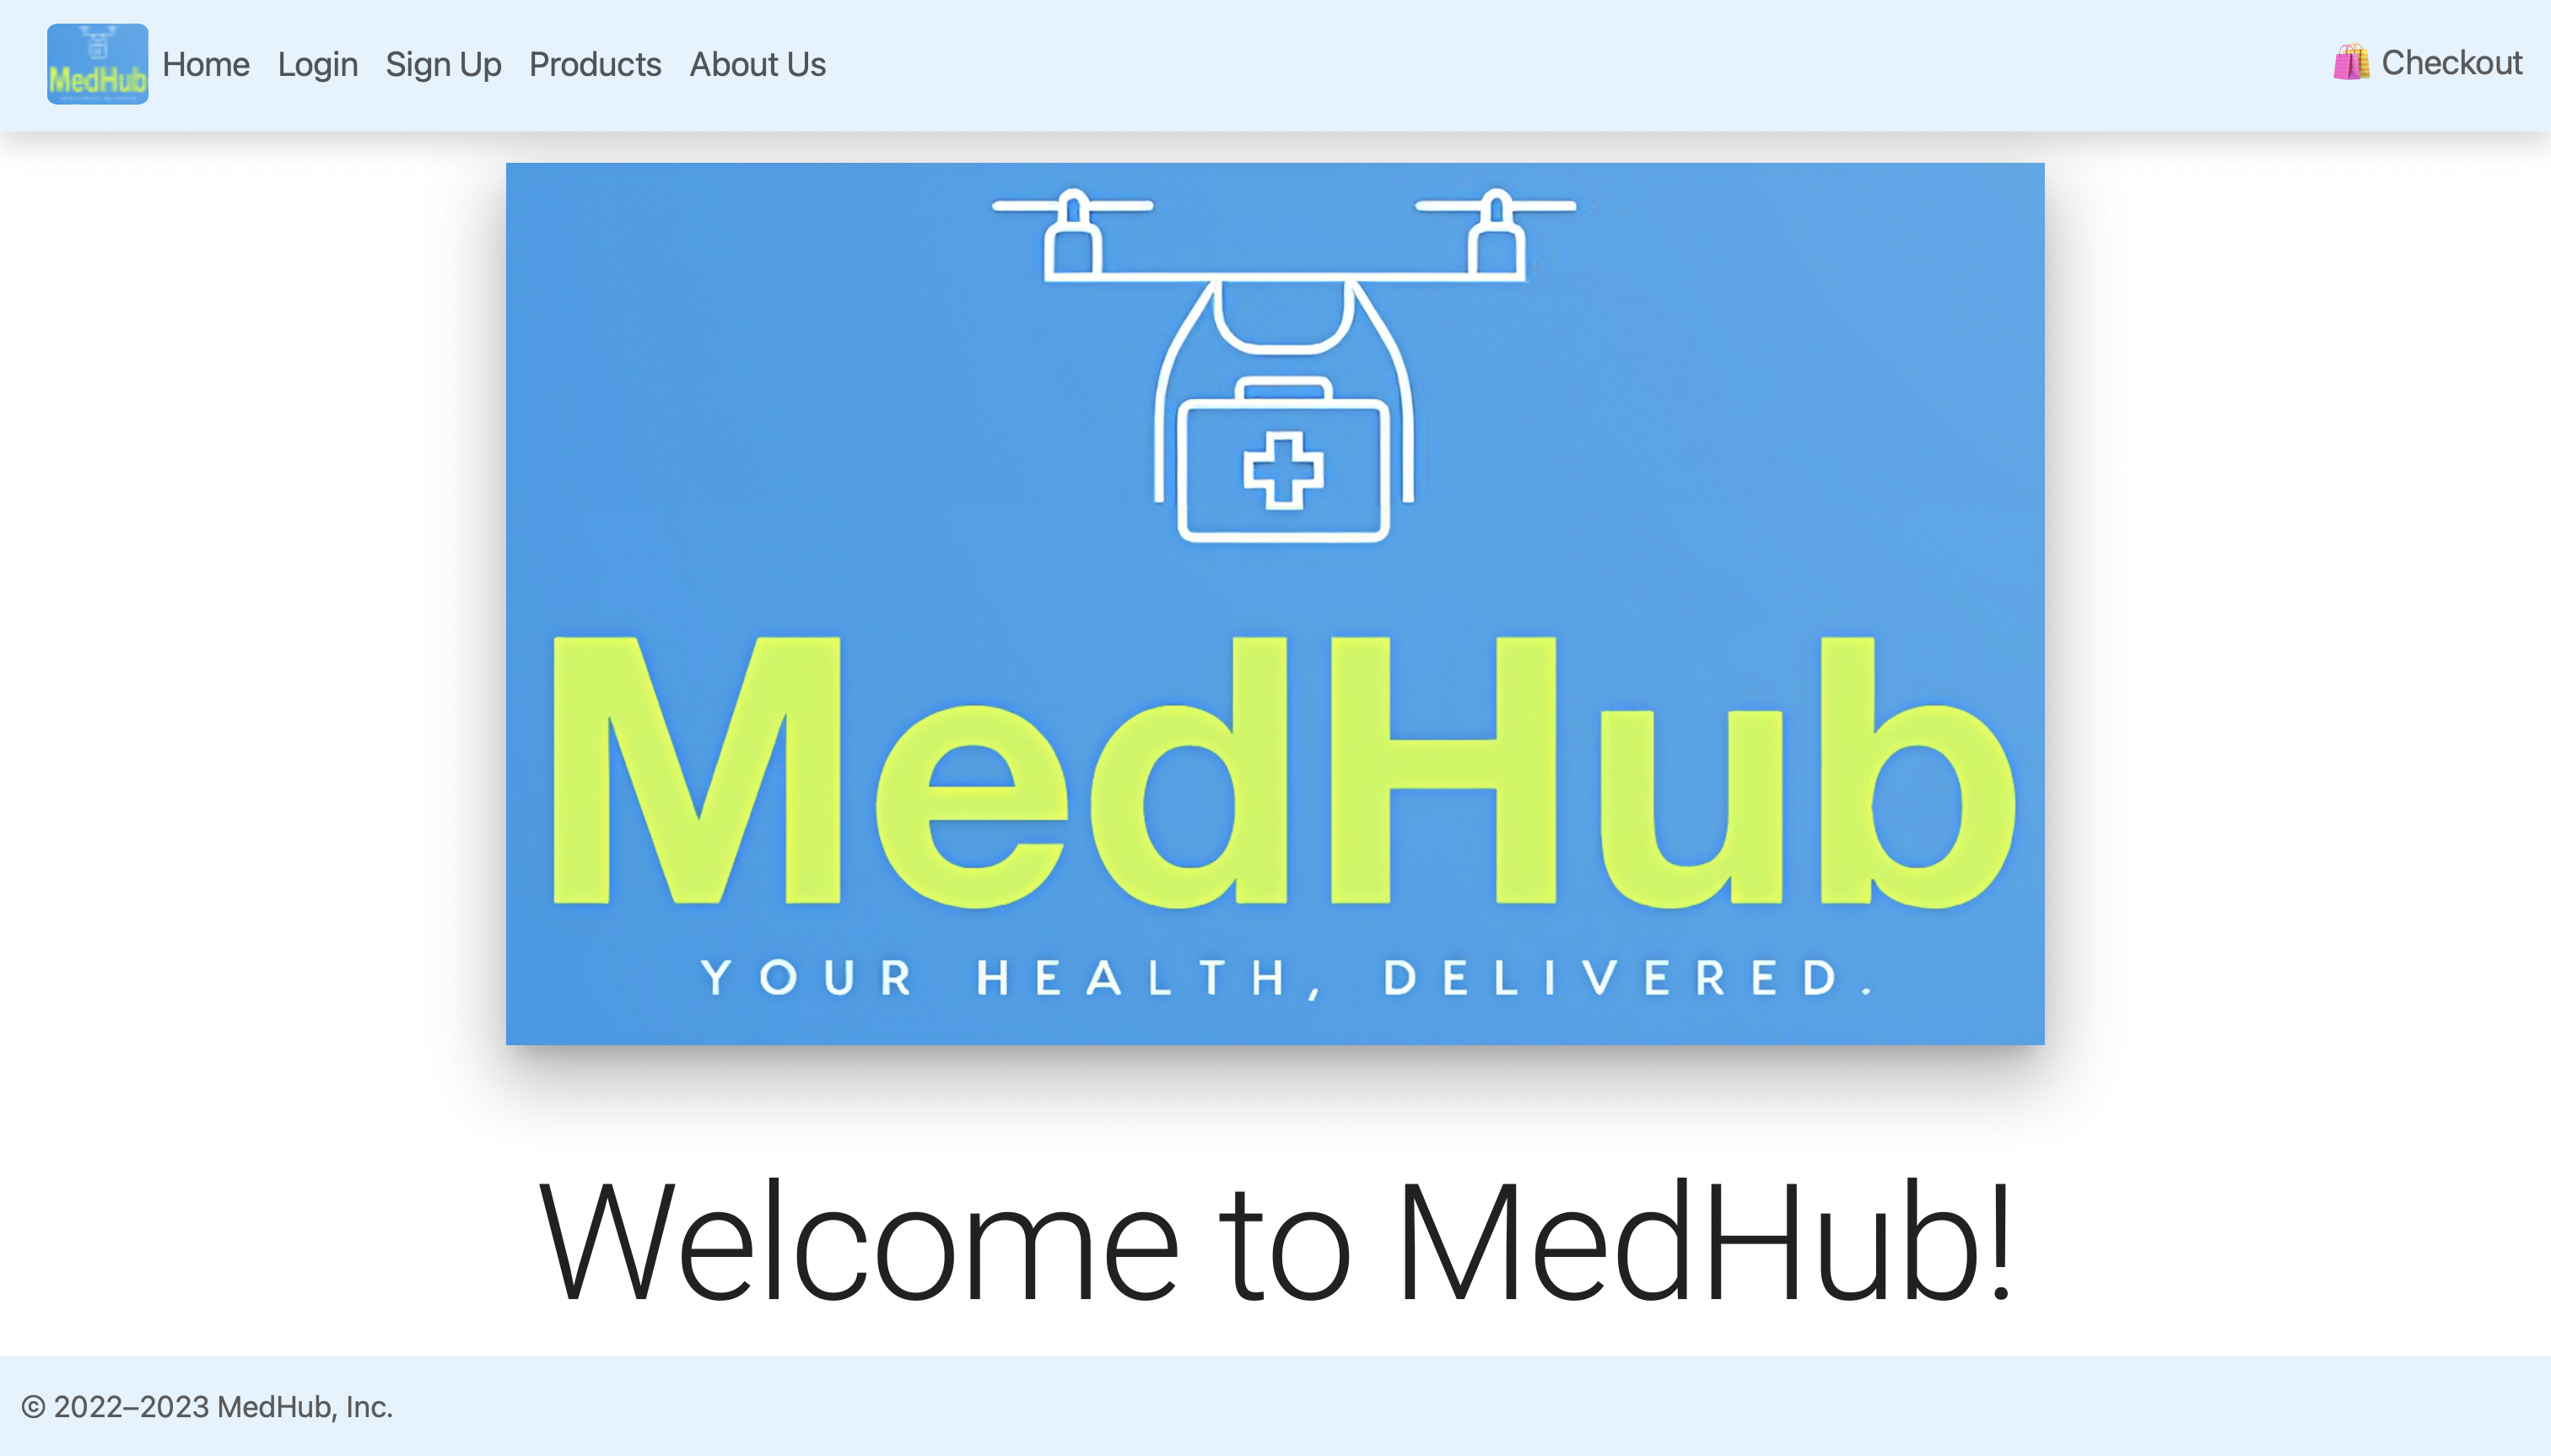 MedHub Home Login Sign Up Products About Us Checkout
MedHub
YOUR HEALTH, DELIVERED.
Welcome to MedHub!
© 2022–2023 MedHub, Inc.